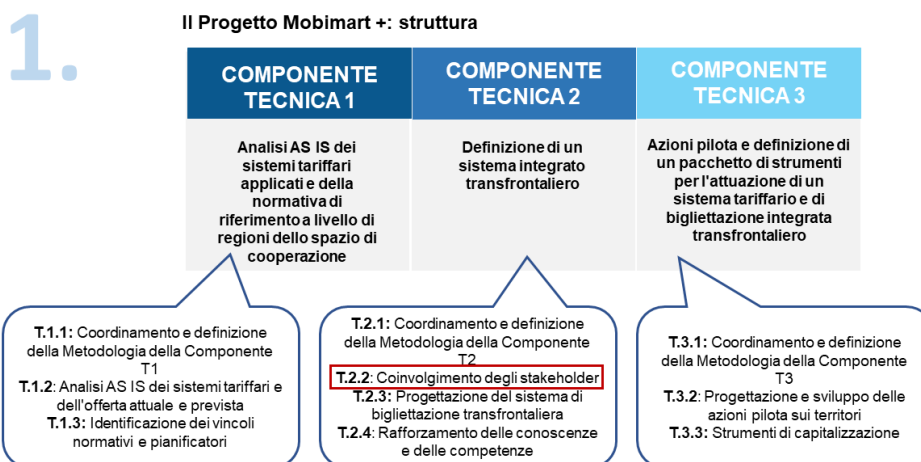 1.
Il Progetto Mobimart +: struttura
COMPONENTE
TECNICA 1
COMPONENTE
TECNICA 2
COMPONENTE
TECNICA 3
Analisi AS IS dei
sistemi tariffari
applicati e della
normativa di
riferimento a livello di
regioni dello spazio di
cooperazione
Definizione di un
sistema integrato
transfrontaliero
Azioni pilota e definizione di
un pacchetto di strumenti
per l'attuazione di un
sistema tariffario e di
bigliettazione integrata
transfrontaliero
T.1.1: Coordinamento e definizione
della Metodologia della Componente
T1
T.1.2: Analisi AS IS dei sistemi tariffari e
dell'offerta attuale e prevista
T.1.3: Identificazione dei vincoli
normativi e pianificatori
T.2.1: Coordinamento e definizione
della Metodologia della Componente
T2
T.2.2: Coinvolgimento degli stakeholder
T.2.3: Progettazione del sistema di
bigliettazione transfrontaliera
T.2.4: Rafforzamento delle conoscenze
e delle competenze
T.3.1: Coordinamento e definizione
della Metodologia della Componente
T3
T.3.2: Progettazione e sviluppo delle
azioni pilota sui territori
T.3.3: Strumenti di capitalizzazione